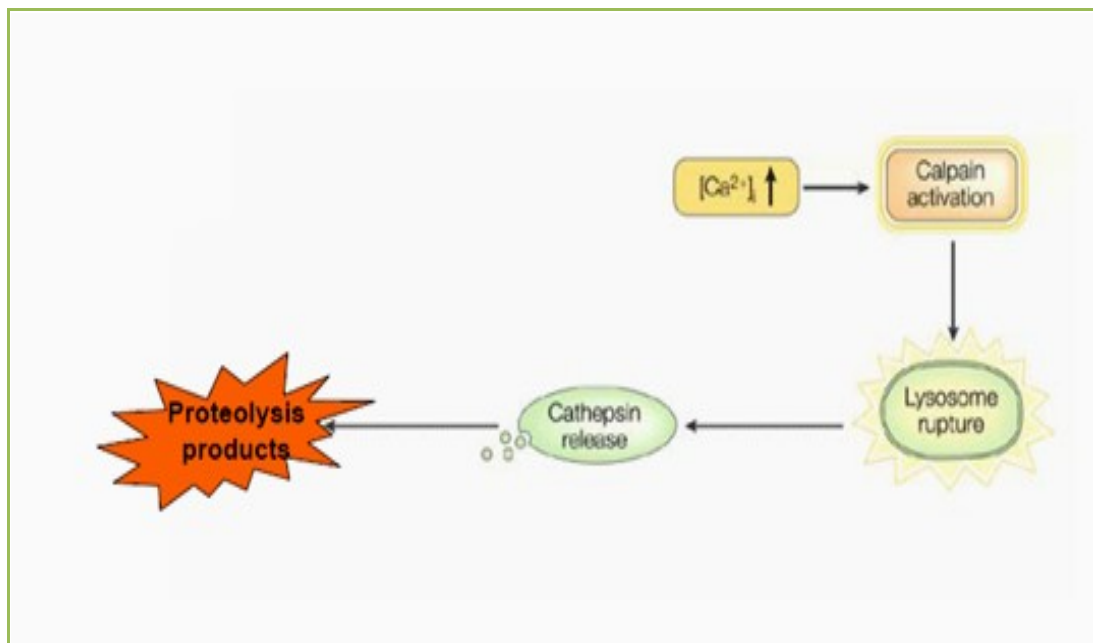 [Ca²⁺]ᵢ ↑
Calpain
activation
Lysosome
rupture
Cathepsin
release
Proteolysis
products